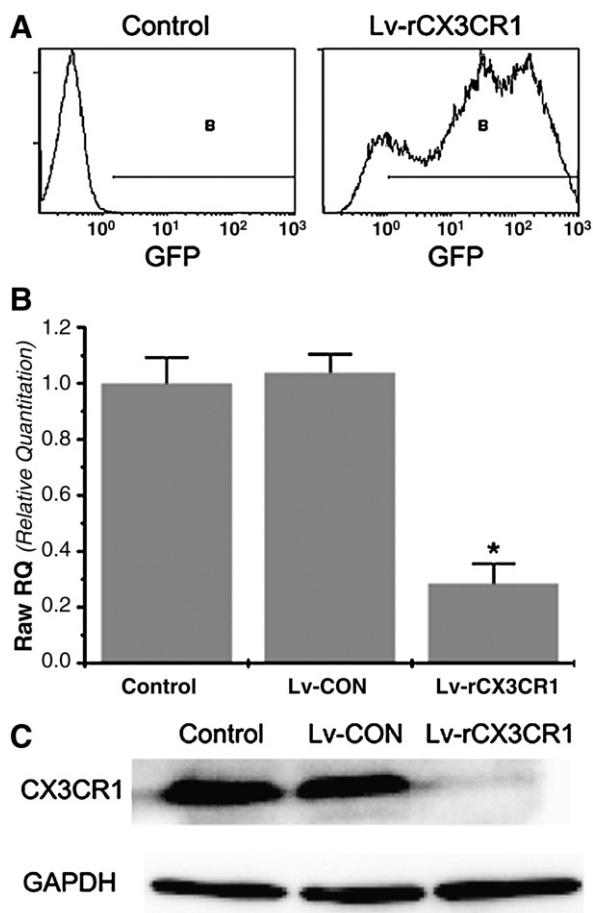 A
Control
Lv-rCX3CR1
B
B
10⁰ 10¹ 10² 10³
10⁰ 10¹ 10² 10³
GFP
GFP
B
Raw RQ (Relative Quantitation)
1.2
1.0
0.8
0.6
0.4
0.2
0.0
*
Control
Lv-CON
Lv-rCX3CR1
C
Control
Lv-CON
Lv-rCX3CR1
CX3CR1
GAPDH